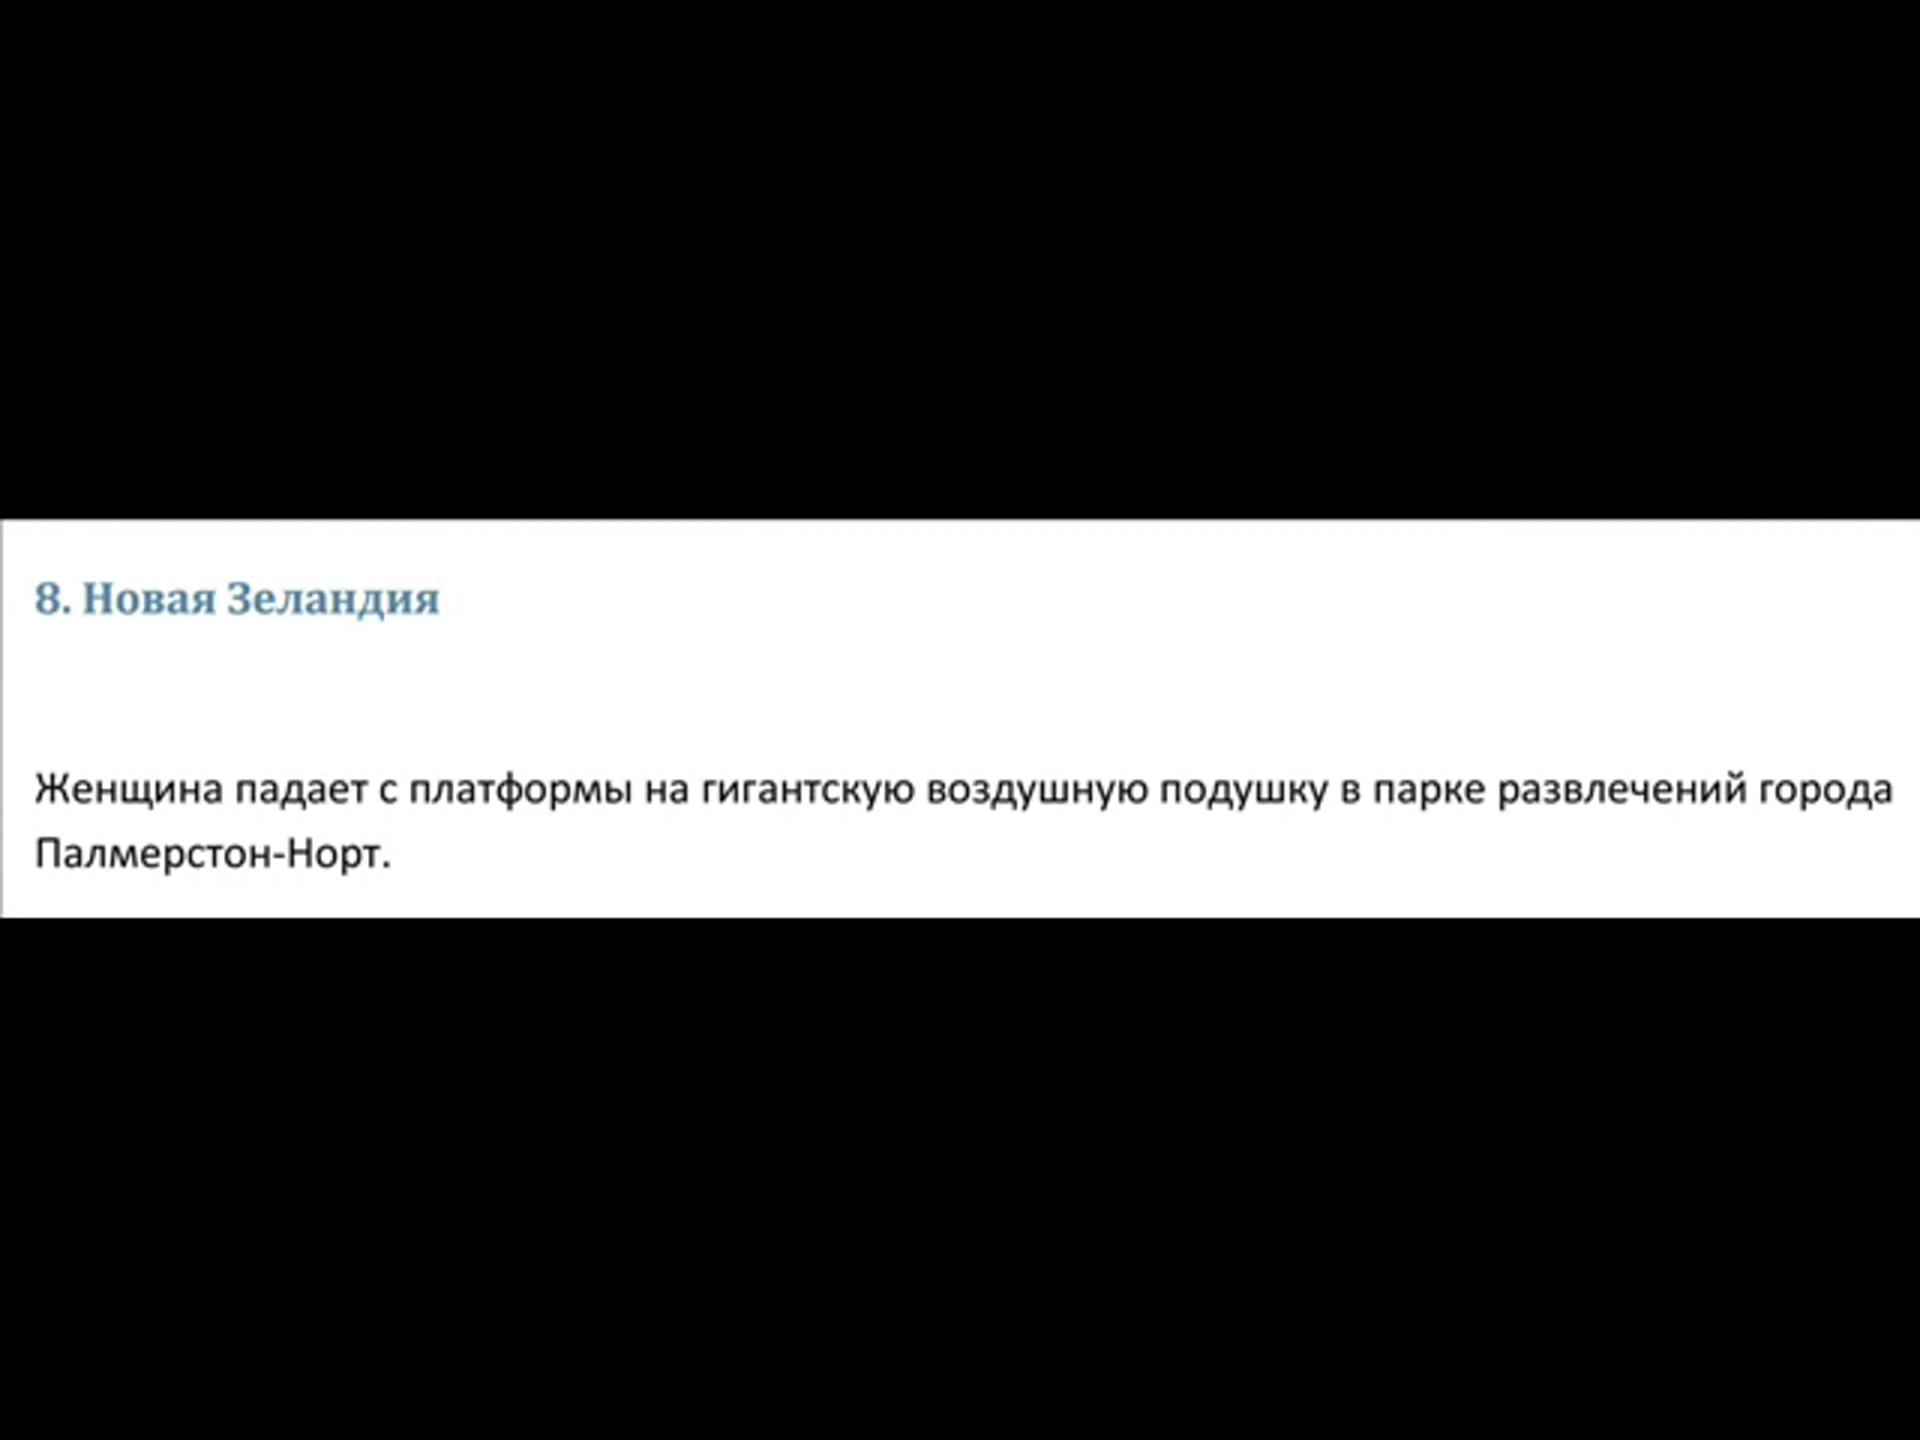 8. Новая Зеландия
Женщина падает с платформы на гигантскую воздушную подушку в парке развлечений города
Палмерстон-Норт.